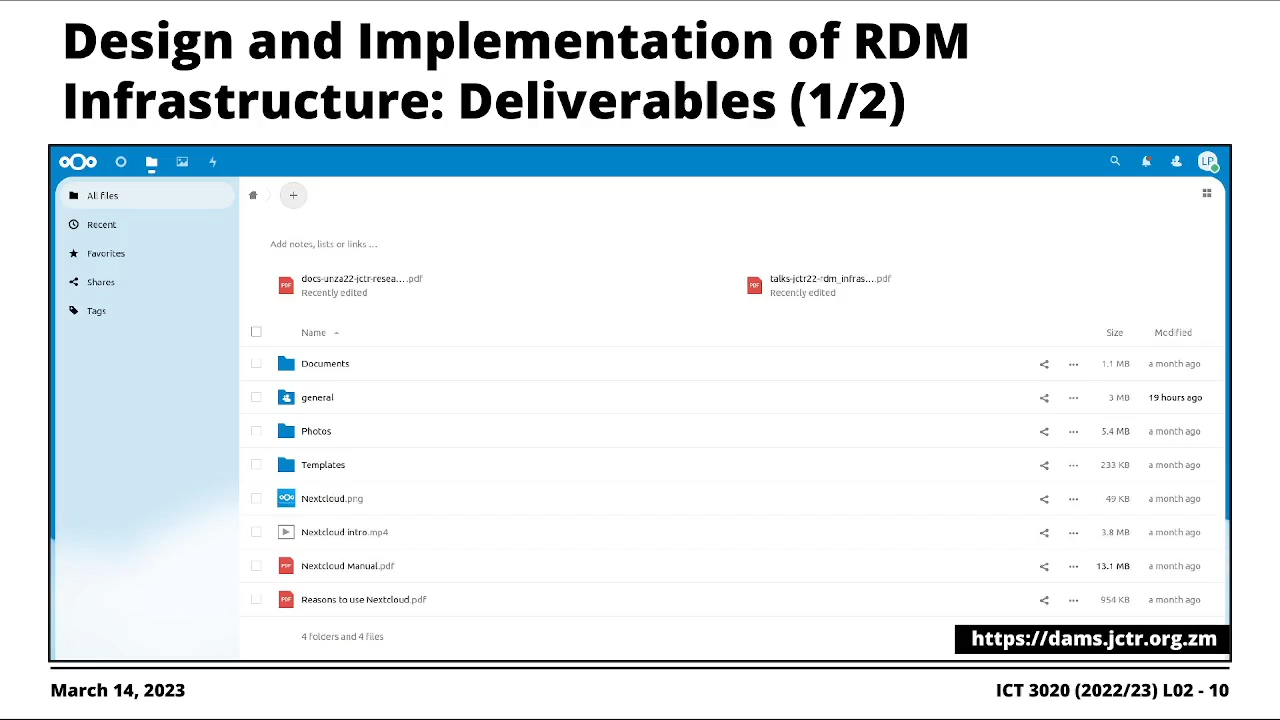 Design and Implementation of RDM
Infrastructure: Deliverables (1/2)
LP
All files
Recent
Favorites
Shares
Tags
Add notes, lists or links ...
PDF docs-unza22-jctr-resea... .pdf
Recently edited
PDF talks-jctr22-rdm_infras... .pdf
Recently edited
Name Size Modified
Documents 1.1 MB a month ago
general 3 MB 19 hours ago
Photos 5.4 MB a month ago
Templates 233 KB a month ago
Nextcloud.png 49 KB a month ago
Nextcloud intro.mp4 3.8 MB a month ago
PDF Nextcloud Manual.pdf 13.1 MB a month ago
PDF Reasons to use Nextcloud.pdf 954 KB a month ago
4 folders and 4 files
https://dams.jctr.org.zm
March 14, 2023
ICT 3020 (2022/23) L02 - 10